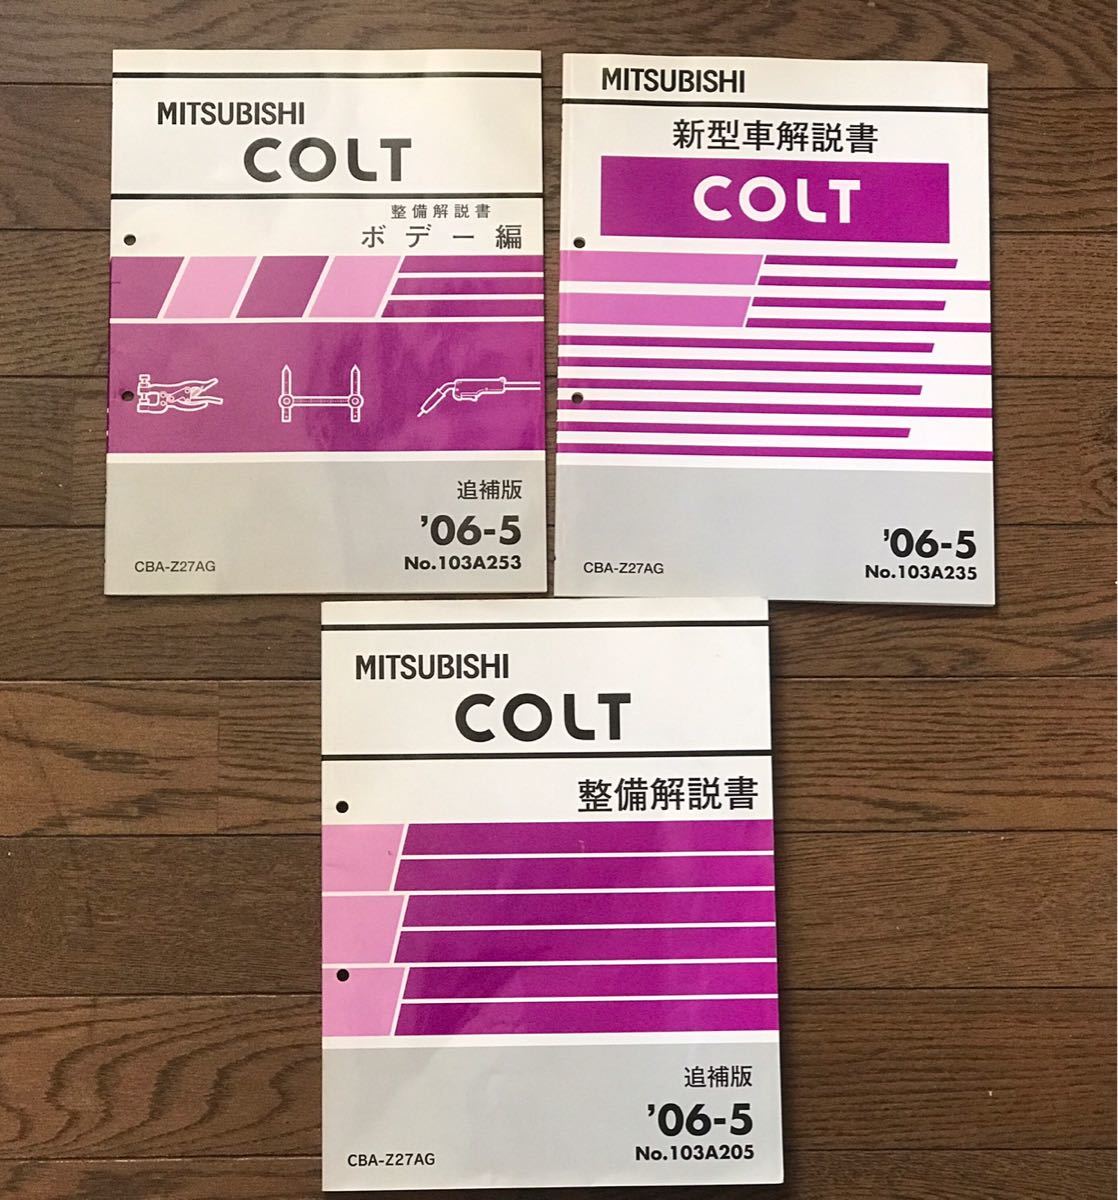 MITSUBISHI
COLT
整備解説書
ボデー編
追補版
'06-5
No.103A253
CBA-Z27AG
MITSUBISHI
新型車解説書
COLT
'06-5
No.103A235
CBA-Z27AG
MITSUBISHI
COLT
整備解説書
追補版
'06-5
No.103A205
CBA-Z27AG